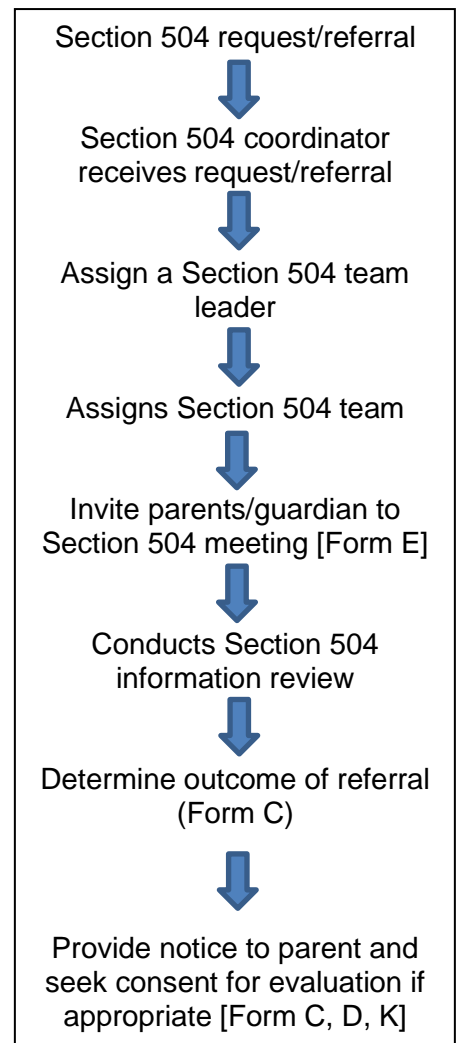 Section 504 request/referral
Section 504 coordinator
receives request/referral
Assign a Section 504 team
leader
Assigns Section 504 team
Invite parents/guardian to
Section 504 meeting [Form E]
Conducts Section 504
information review
Determine outcome of referral
(Form C)
Provide notice to parent and
seek consent for evaluation if
appropriate [Form C, D, K]